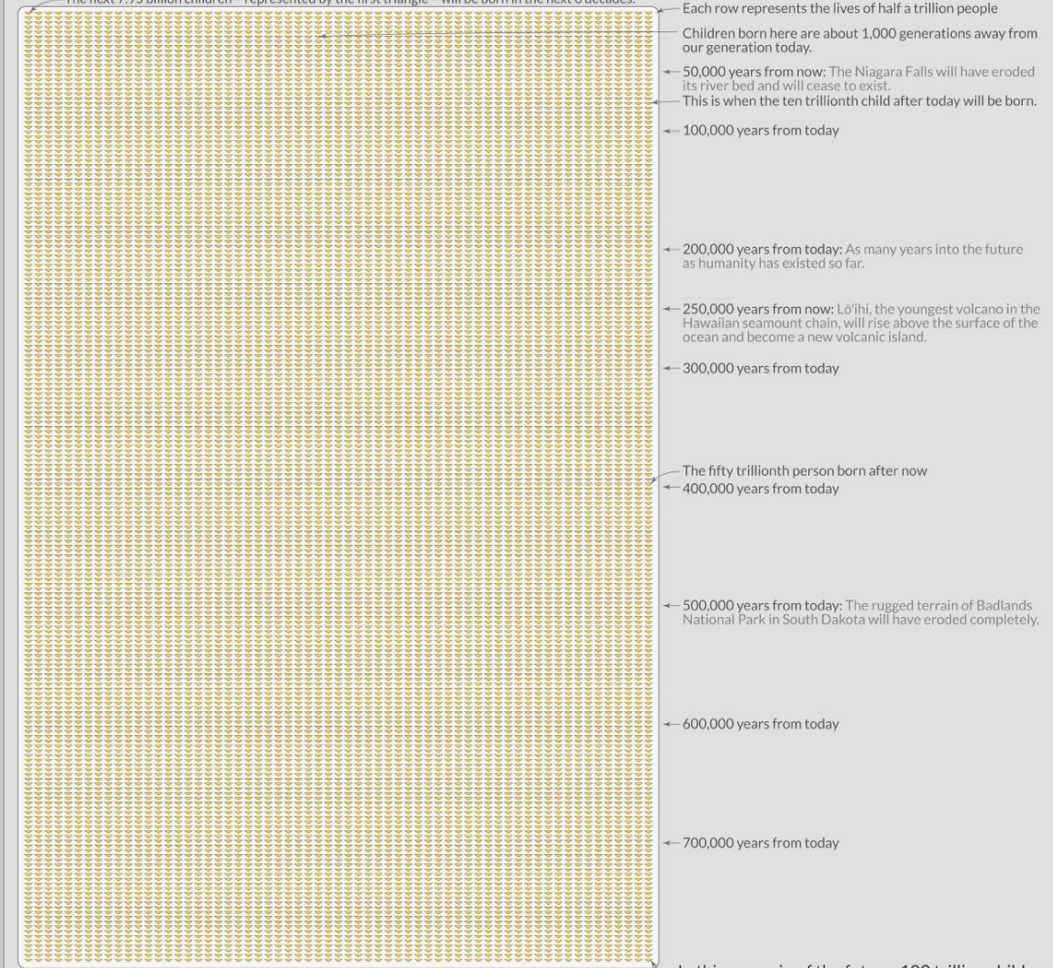 The next 7.95 billion children – represented by the first triangle – will be born in the next 6 decades.
Each row represents the lives of half a trillion people
Children born here are about 1,000 generations away from
our generation today.
50,000 years from now: The Niagara Falls will have eroded
its river bed and will cease to exist.
This is when the ten trillionth child after today will be born.
100,000 years from today
200,000 years from today: As many years into the future
as humanity has existed so far.
250,000 years from now: Lō'ihi, the youngest volcano in the
Hawaiian seamount chain, will rise above the surface of the
ocean and become a new volcanic island.
300,000 years from today
The fifty trillionth person born after now
400,000 years from today
500,000 years from today: The rugged terrain of Badlands
National Park in South Dakota will have eroded completely.
600,000 years from today
700,000 years from today